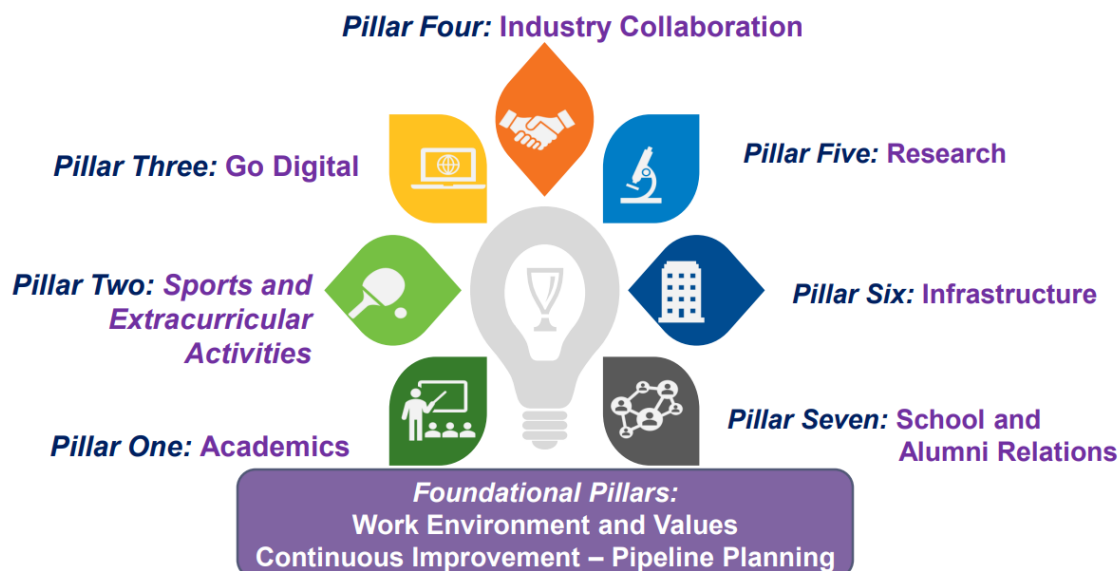 Pillar Four: Industry Collaboration
Pillar Three: Go Digital
Pillar Five: Research
Pillar Two: Sports and
Extracurricular
Activities
Pillar Six: Infrastructure
Pillar One: Academics
Pillar Seven: School and
Alumni Relations
Foundational Pillars:
Work Environment and Values
Continuous Improvement – Pipeline Planning